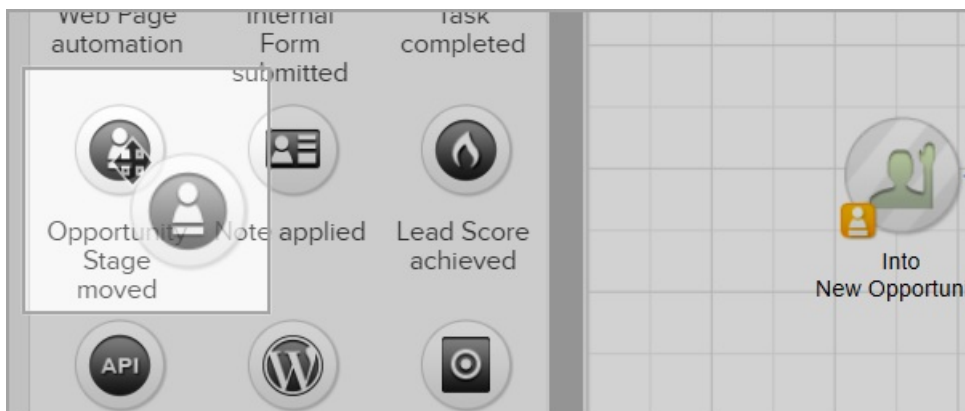 Web Page
automation
Internal
Form
submitted
Task
completed
Opportunity
Stage
moved
Note applied
Lead Score
achieved
API
Into
New Opportun